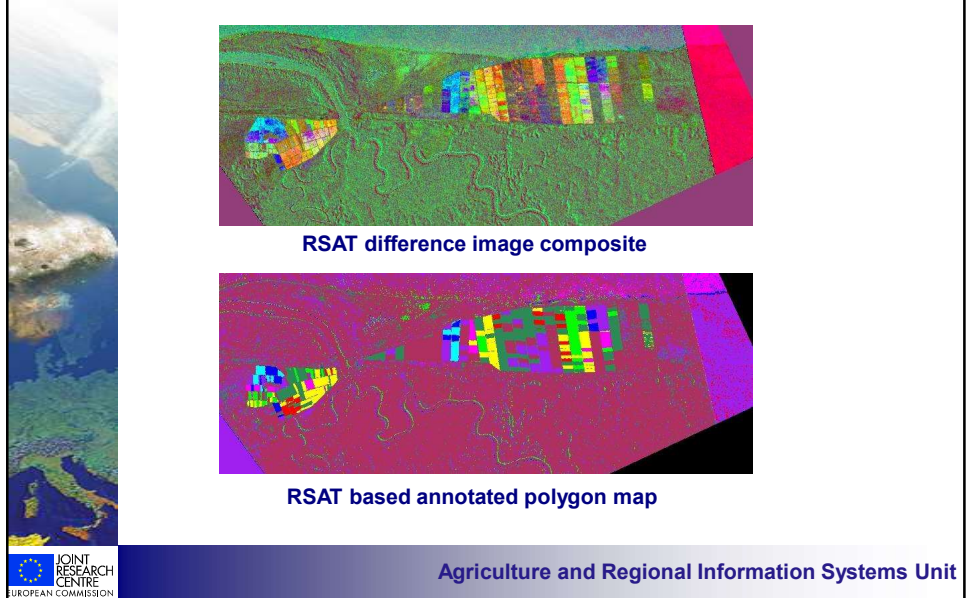 RSAT difference image composite
RSAT based annotated polygon map
JOINT
RESEARCH
CENTRE
EUROPEAN COMMISSION
Agriculture and Regional Information Systems Unit